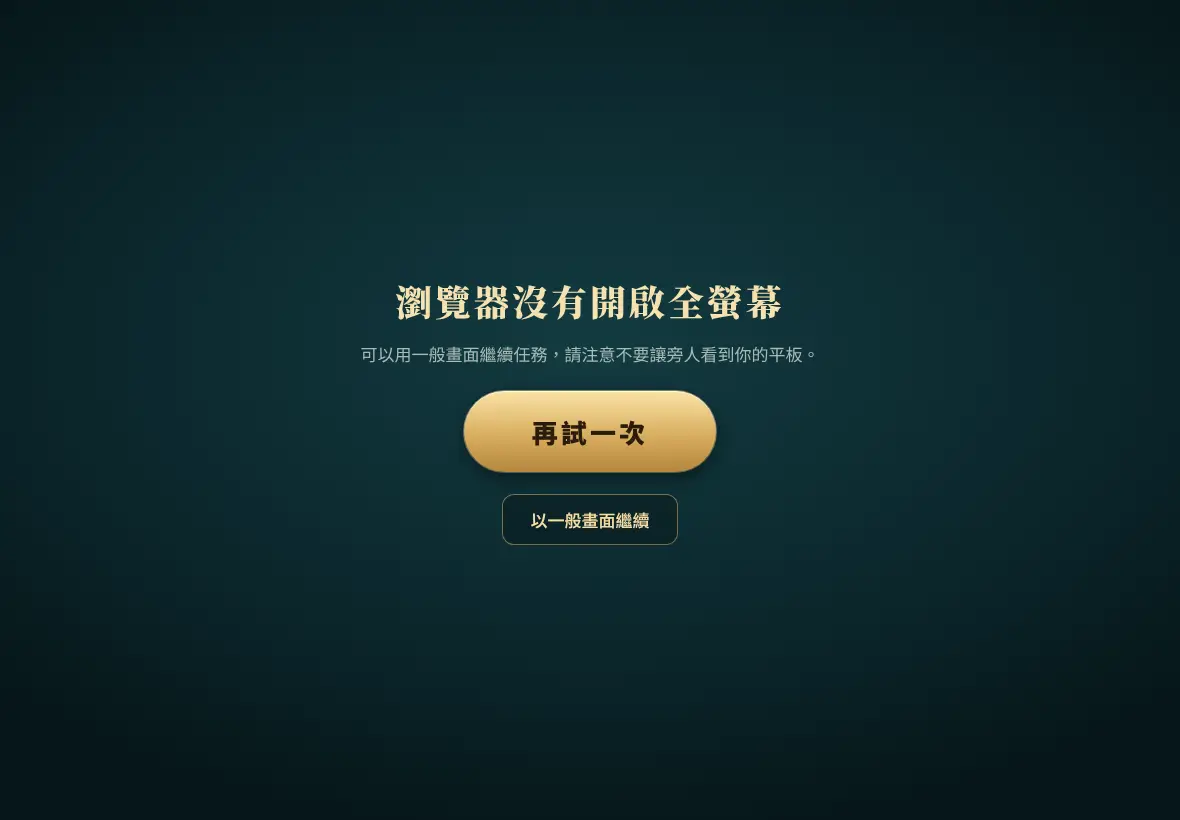 瀏覽器沒有開啟全螢幕
可以用一般畫面繼續任務，請注意不要讓旁人看到你的平板。
再試一次
以一般畫面繼續